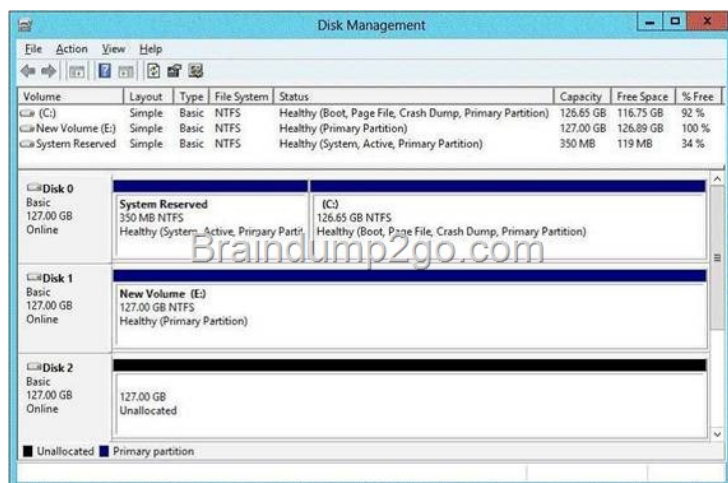 Disk Management
File Action View Help
Volume Layout Type File System Status Capacity Free Space % Free
(C:) Simple Basic NTFS Healthy (Boot, Page File, Crash Dump, Primary Partition) 126.65 GB 116.75 GB 92 %
New Volume (E:) Simple Basic NTFS Healthy (Primary Partition) 127.00 GB 126.89 GB 100 %
System Reserved Simple Basic NTFS Healthy (System, Active, Primary Partition) 350 MB 119 MB 34 %
Disk 0
Basic
127.00 GB
Online
System Reserved
350 MB NTFS
Healthy (System, Active, Primary Partit
(C:)
126.65 GB NTFS
Healthy (Boot, Page File, Crash Dump, Primary Partition)
Braindump2go.com
Disk 1
Basic
127.00 GB
Online
New Volume (E:)
127.00 GB NTFS
Healthy (Primary Partition)
Disk 2
Basic
127.00 GB
Online
127.00 GB
Unallocated
Unallocated Primary partition